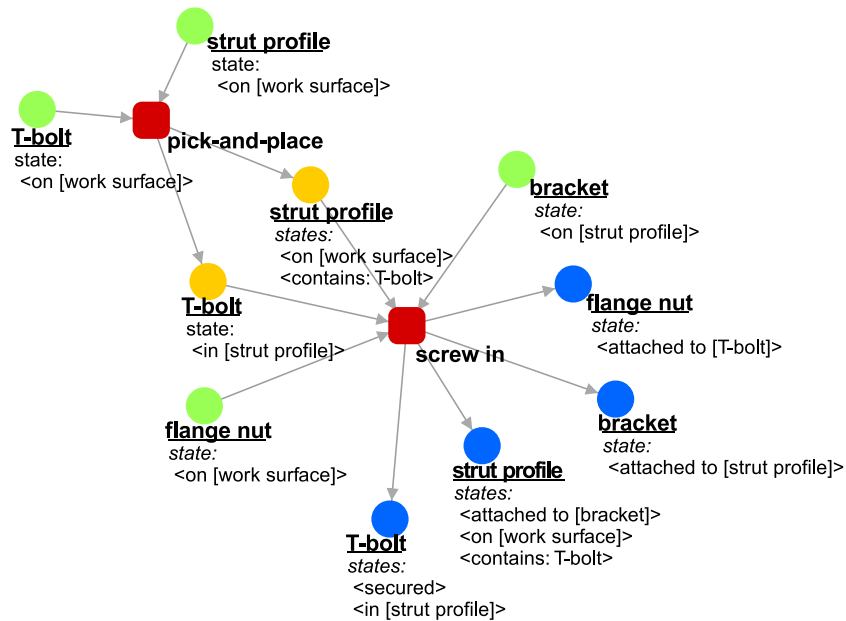 strut profile
state:
<on [work surface]>
T-bolt
state:
<on [work surface]>
pick-and-place
strut profile
states:
<on [work surface]>
<contains: T-bolt>
bracket
state:
<on [strut profile]>
T-bolt
state:
<in [strut profile]>
flange nut
state:
<attached to [T-bolt]>
screw in
flange nut
state:
<on [work surface]>
bracket
state:
<attached to [strut profile]>
strut profile
states:
<attached to [bracket]>
<on [work surface]>
<contains: T-bolt>
T-bolt
states:
<secured>
<in [strut profile]>